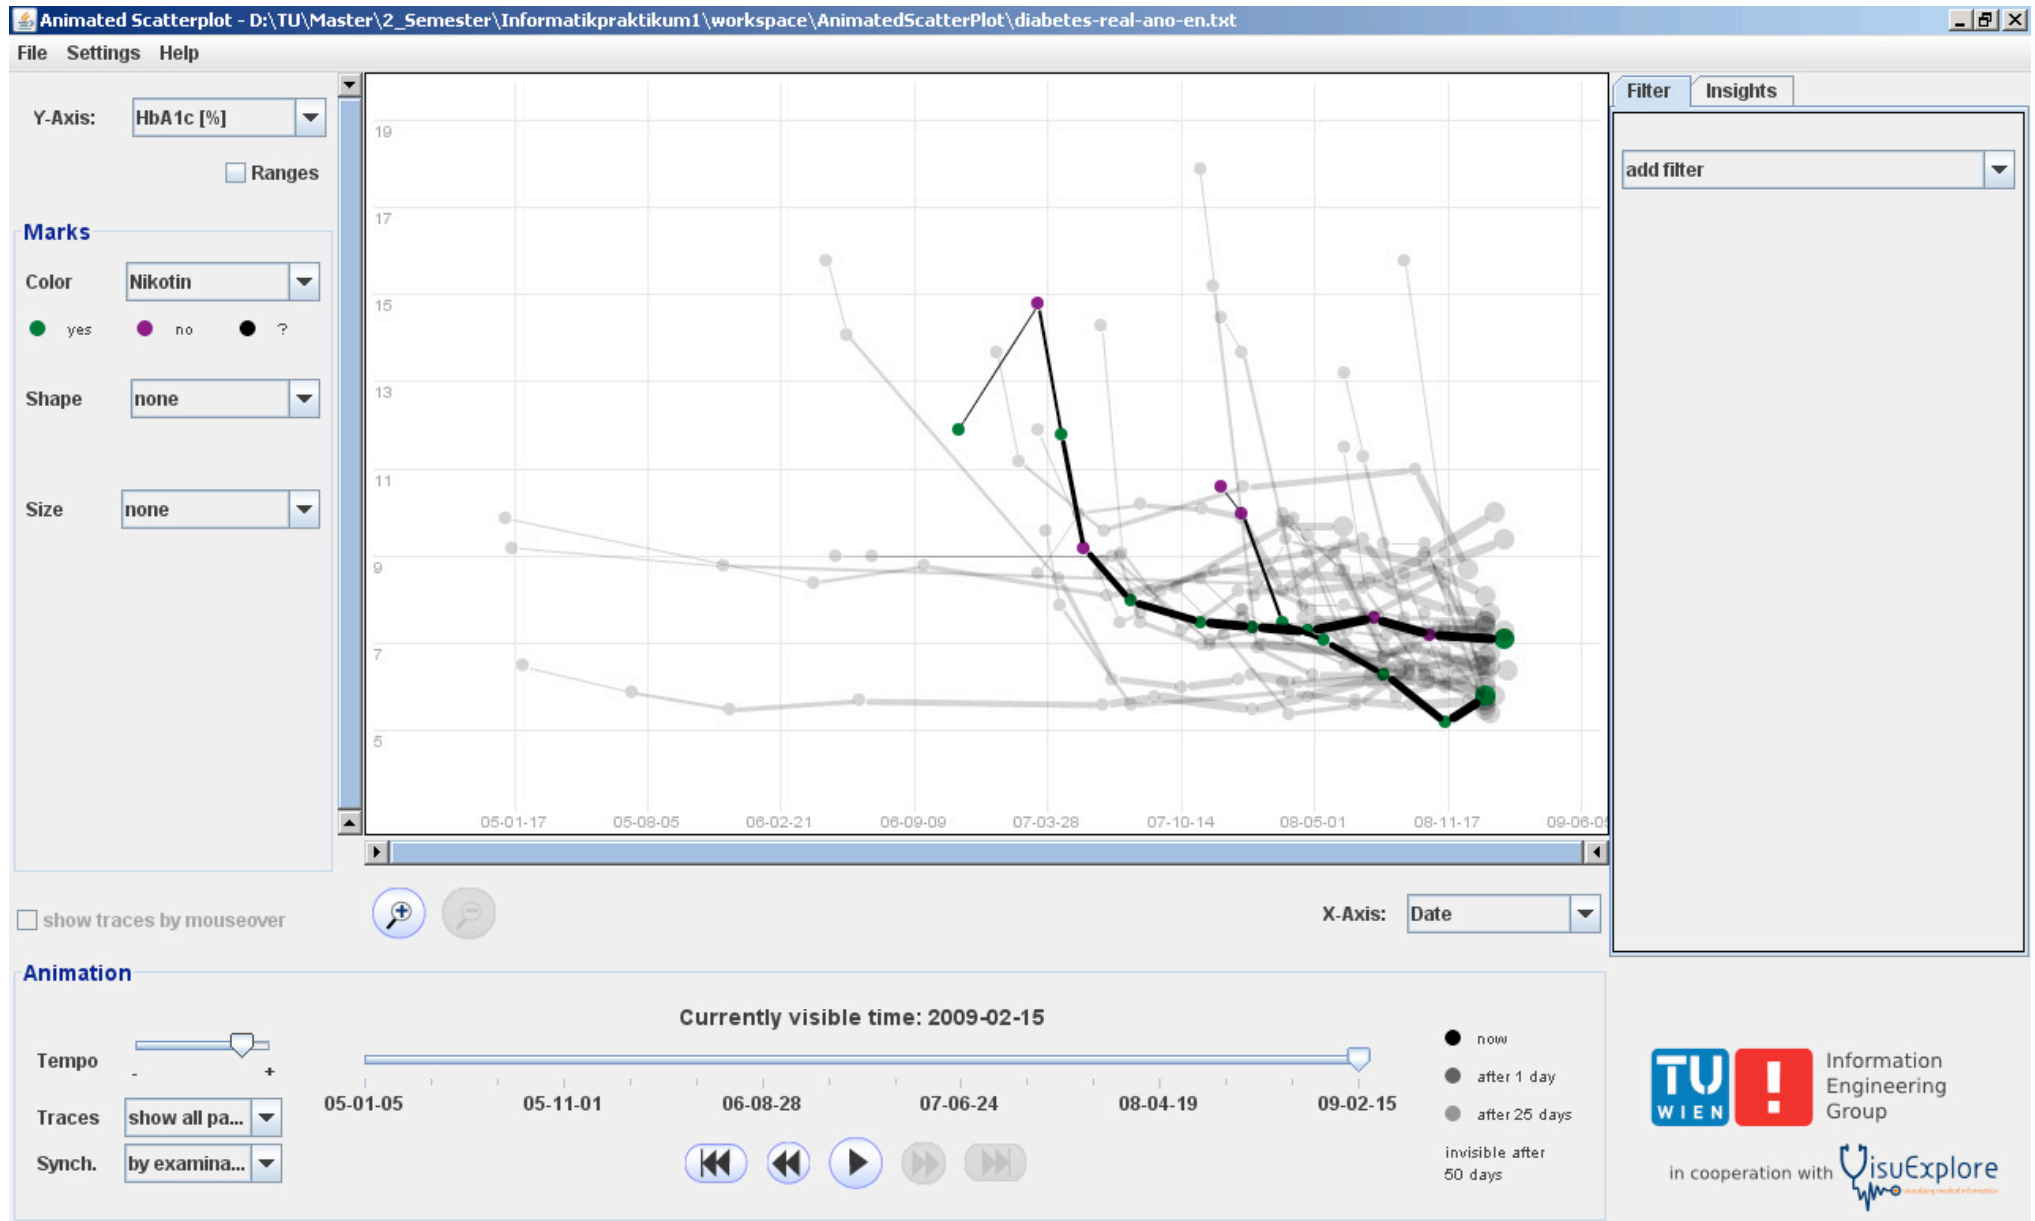 Animated Scatterplot - D:\TU\Master\2_Semester\Informatikpraktikum1\workspace\AnimatedScatterPlot\diabetes-real-ano-en.txt
File Settings Help
Y-Axis: HbA1c [%]
Ranges
Marks
Color Nikotin
yes no ?
Shape none
Size none
19
17
15
13
11
9
7
5
05-01-17 05-08-05 06-02-21 06-09-09 07-03-28 07-10-14 08-05-01 08-11-17
Filter Insights
add filter
show traces by mouseover
X-Axis: Date
Animation
Currently visible time: 2009-02-15
Tempo
- +
Traces show all pa...
Synch. by examina...
05-01-05 05-11-01 06-08-28 07-06-24 08-04-19 09-02-15
now
after 1 day
after 25 days
invisible after
50 days
TU
WIEN
!
Information
Engineering
Group
in cooperation with VisuExplore
visualizing medical information